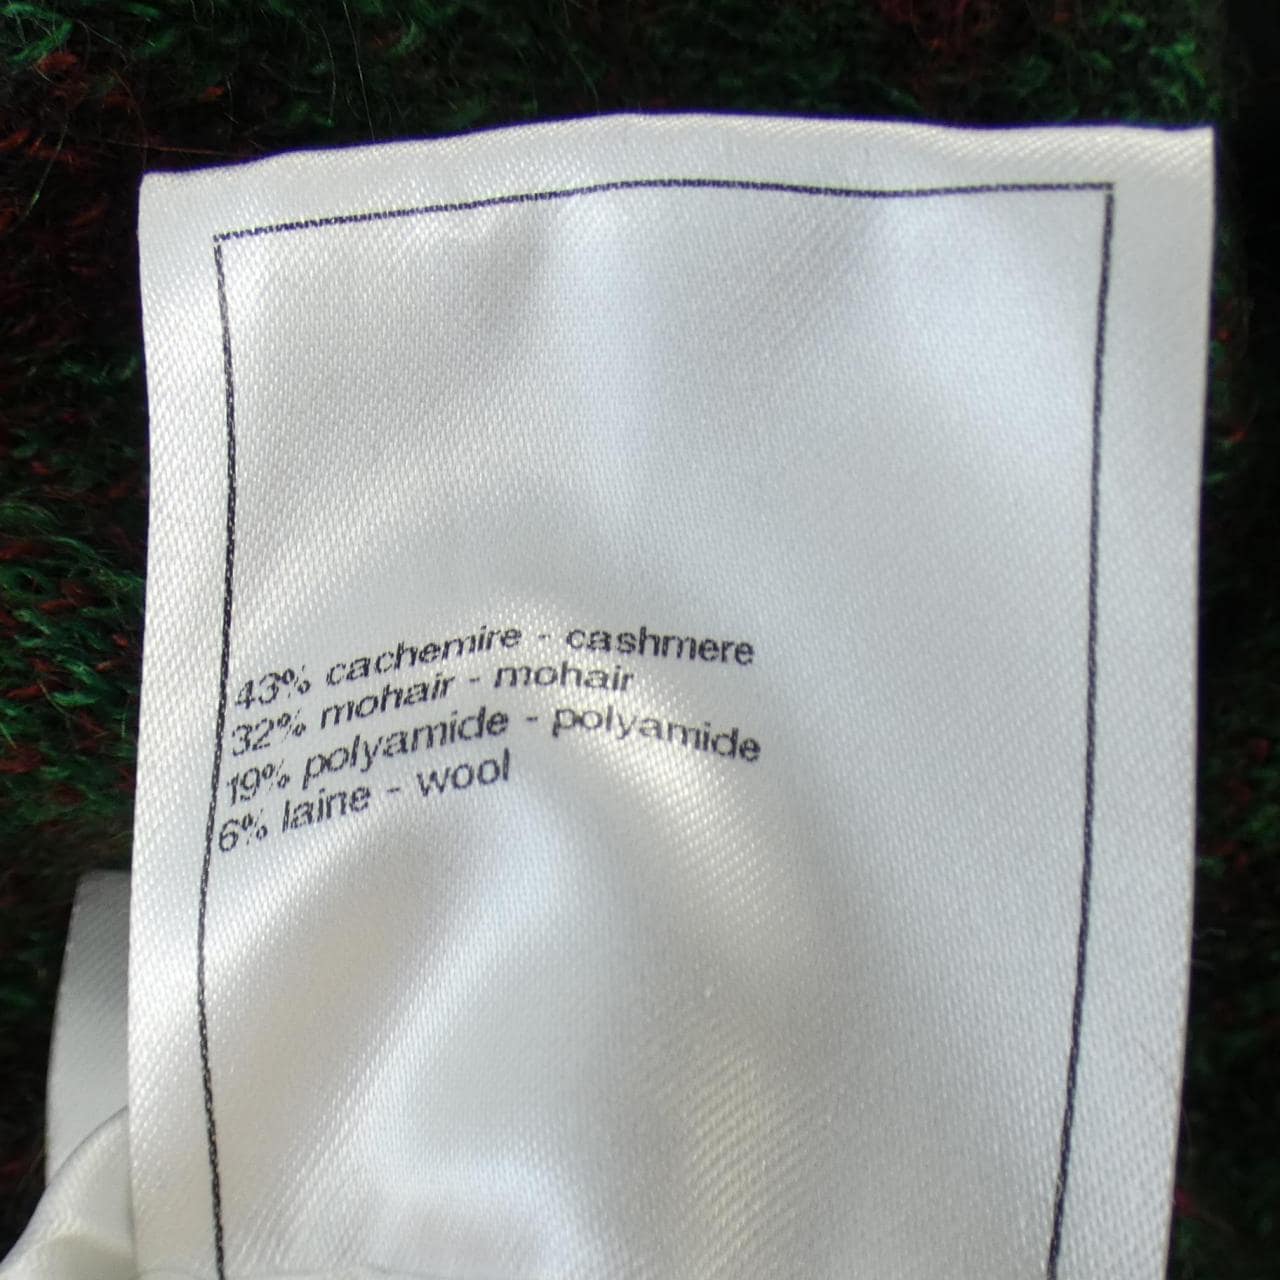 43% cachemire - cashmere
32% mohair - mohair
19% polyamide - polyamide
6% laine - wool